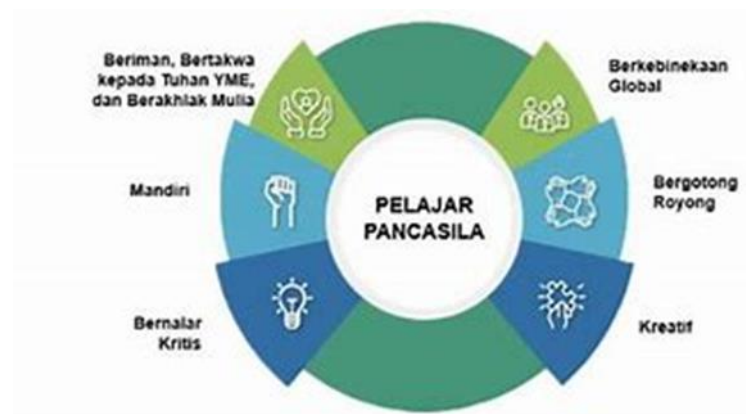 Beriman, Bertakwa
kepada Tuhan YME,
dan Berakhlak Mulia
Berkebinekaan
Global
Mandiri
PELAJAR
PANCASILA
Bergotong
Royong
Bernalar
Kritis
Kreatif